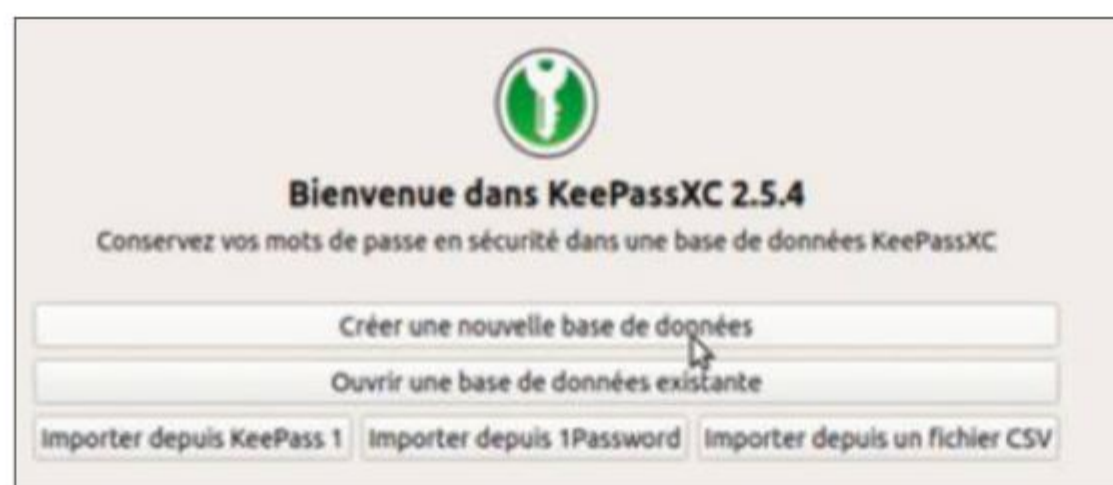 Bienvenue dans KeePassXC 2.5.4
Conservez vos mots de passe en sécurité dans une base de données KeePassXC
Créer une nouvelle base de données
Ouvrir une base de données existante
Importer depuis KeePass 1 Importer depuis 1Password Importer depuis un fichier CSV